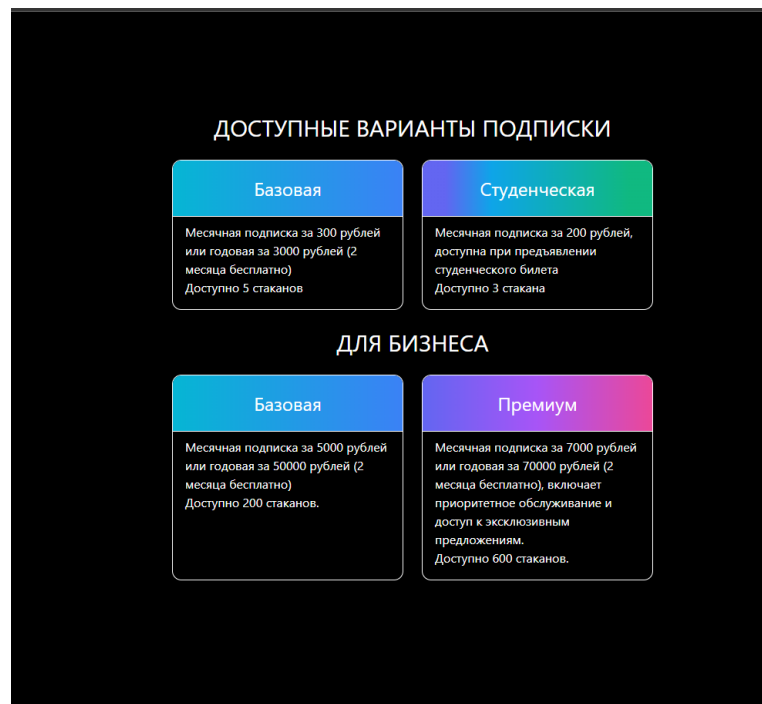 ДОСТУПНЫЕ ВАРИАНТЫ ПОДПИСКИ
Базовая
Месячная подписка за 300 рублей
или годовая за 3000 рублей (2
месяца бесплатно)
Доступно 5 стаканов
Студенческая
Месячная подписка за 200 рублей,
доступна при предъявлении
студенческого билета
Доступно 3 стакана
ДЛЯ БИЗНЕСА
Базовая
Месячная подписка за 5000 рублей
или годовая за 50000 рублей (2
месяца бесплатно)
Доступно 200 стаканов.
Премиум
Месячная подписка за 7000 рублей
или годовая за 70000 рублей (2
месяца бесплатно), включает
приоритетное обслуживание и
доступ к эксклюзивным
предложениям.
Доступно 600 стаканов.